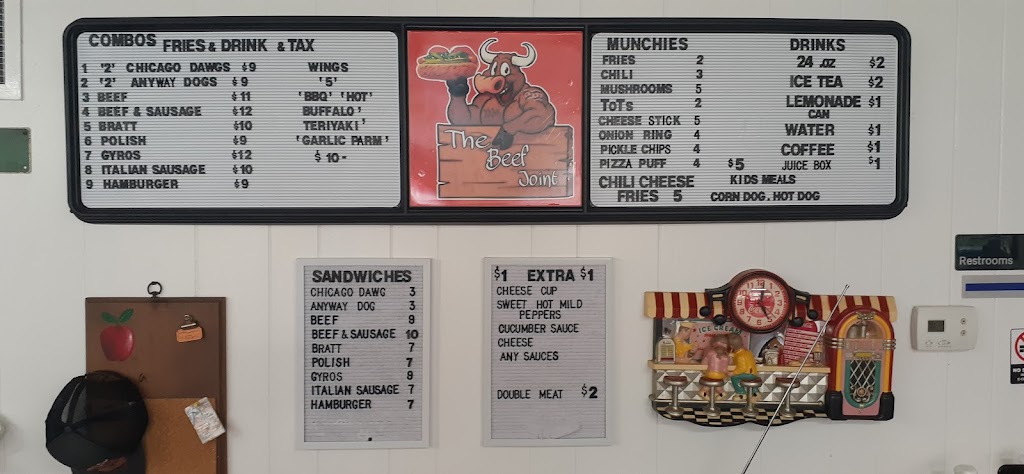 COMBOS FRIES & DRINK & TAX
1 '2' CHICAGO DAWGS $9
2 '2' ANYWAY DOGS $9
3 BEEF $11
4 BEEF & SAUSAGE $12
5 BRATT $10
6 POLISH $9
7 GYROS $12
8 ITALIAN SAUSAGE $10
9 HAMBURGER $9
WINGS
'5'
'BBQ' 'HOT'
BUFFALO'
TERIYAKI'
'GARLIC PARM'
$10-
The
Beef
Joint
MUNCHIES
FRIES 2
CHILI 3
MUSHROOMS 5
TOTS 2
CHEESE STICK 5
ONION RING 4
PICKLE CHIPS 4
PIZZA PUFF 4
CHILI CHEESE
FRIES 5
DRINKS
24 .OZ $2
ICE TEA $2
LEMONADE $1
CAN
WATER $1
COFFEE $1
JUICE BOX $1
$5 KIDS MEALS
CORN DOG. HOT DOG
SANDWICHES
CHICAGO DAWG 3
ANYWAY DOG 3
BEEF 9
BEEF & SAUSAGE 10
BRATT 7
POLISH 7
GYROS 9
ITALIAN SAUSAGE 7
HAMBURGER 7
$1 EXTRA $1
CHEESE CUP
SWEET HOT MILD
PEPPERS
CUCUMBER SAUCE
CHEESE
ANY SAUCES
DOUBLE MEAT $2
ICE CREAM
Restrooms